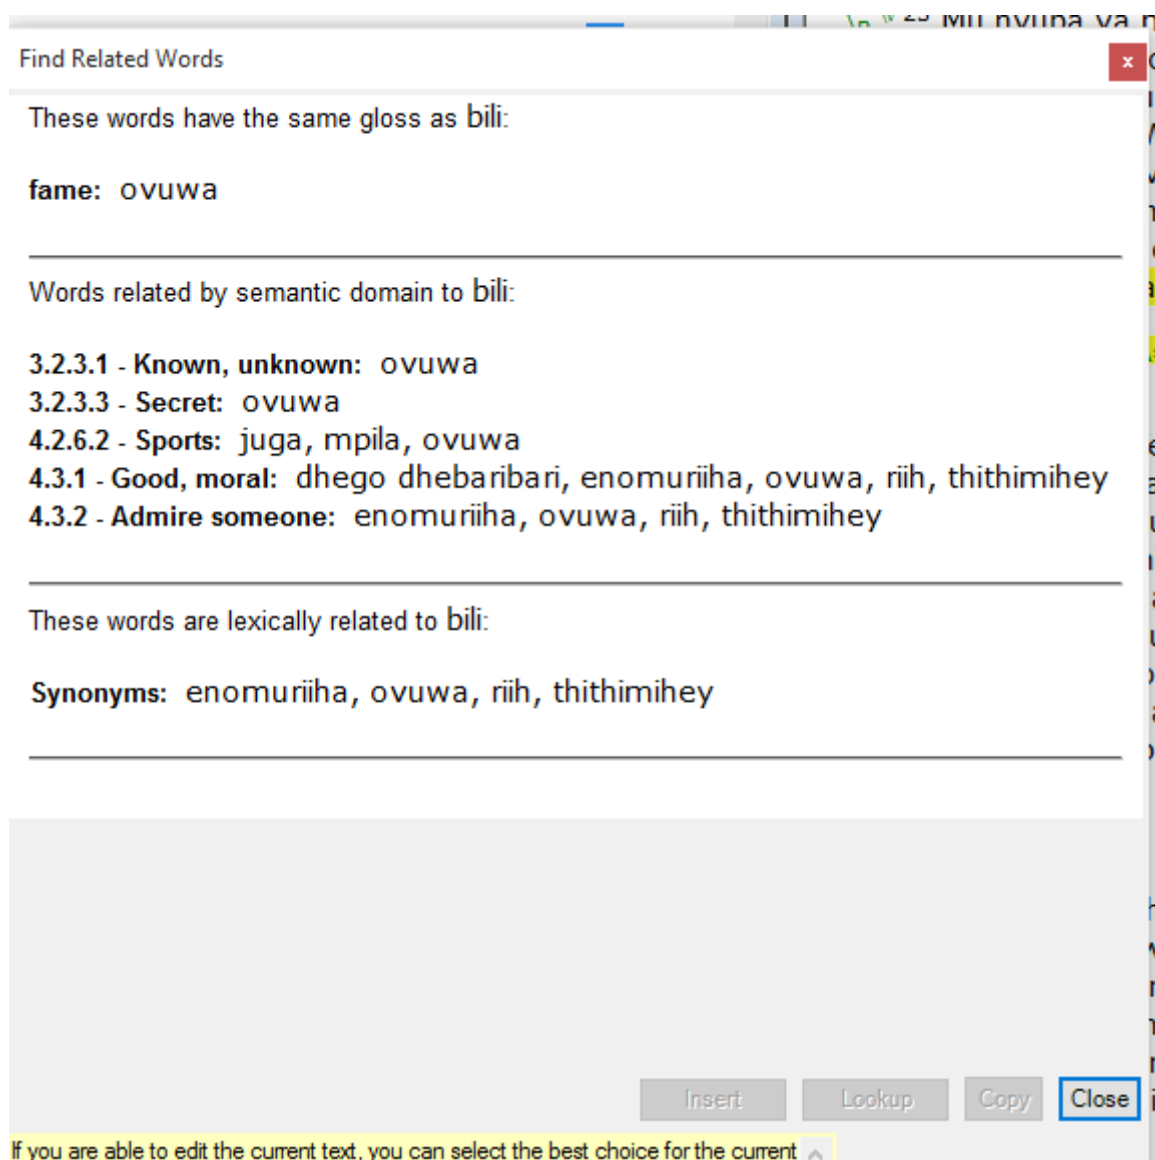 Find Related Words
x
These words have the same gloss as bili:
fame: ovuwa
Words related by semantic domain to bili:
3.2.3.1 - Known, unknown: ovuwa
3.2.3.3 - Secret: ovuwa
4.2.6.2 - Sports: juga, mpila, ovuwa
4.3.1 - Good, moral: dhego dhebaribari, enomuriiha, ovuwa, riih, thithimihey
4.3.2 - Admire someone: enomuriiha, ovuwa, riih, thithimihey
These words are lexically related to bili:
Synonyms: enomuriiha, ovuwa, riih, thithimihey
Insert Lookup Copy Close
If you are able to edit the current text, you can select the best choice for the current